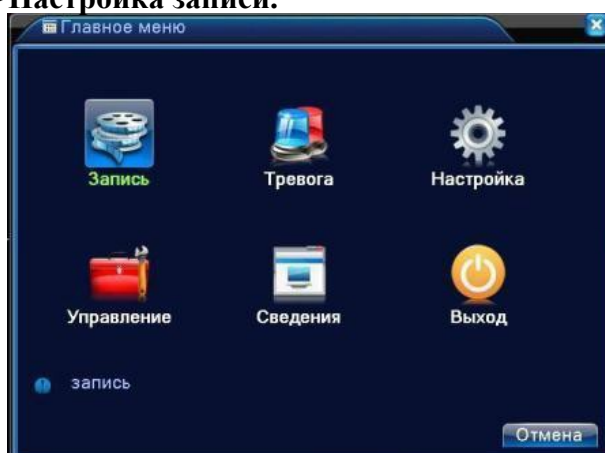 Настройка записи.
Главное меню
Запись Тревога Настройка
Управление Сведения Выход
запись
Отмена